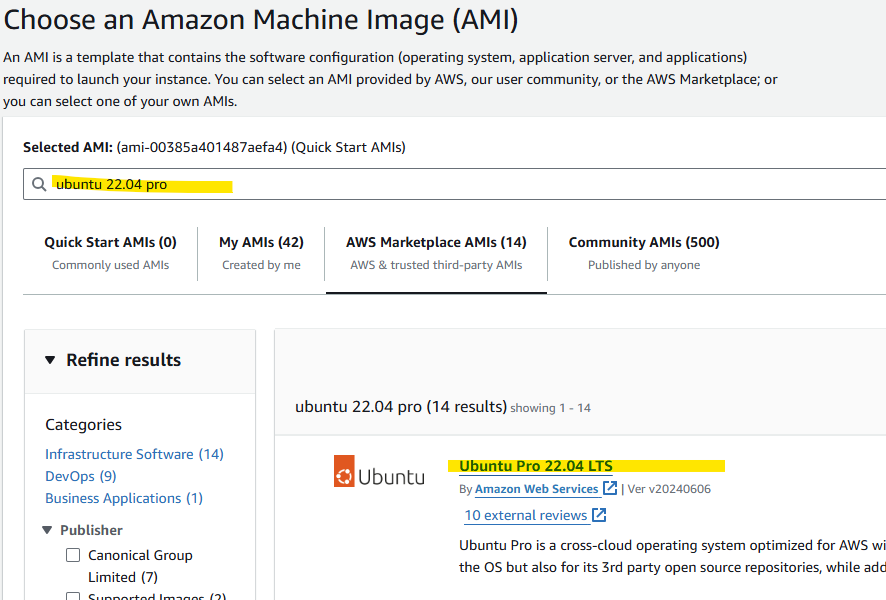 Choose an Amazon Machine Image (AMI)
An AMI is a template that contains the software configuration (operating system, application server, and applications)
required to launch your instance. You can select an AMI provided by AWS, our user community, or the AWS Marketplace; or
you can select one of your own AMIs.
Selected AMI: (ami-00385a401487aefa4) (Quick Start AMIs)
ubuntu 22.04 pro
Quick Start AMIs (0)
Commonly used AMIs
My AMIs (42)
Created by me
AWS Marketplace AMIs (14)
AWS & trusted third-party AMIs
Community AMIs (500)
Published by anyone
Refine results
Categories
Infrastructure Software (14)
DevOps (9)
Business Applications (1)
Publisher
Canonical Group
Limited (7)
Supported Images (2)
ubuntu 22.04 pro (14 results) showing 1 - 14
Ubuntu
Ubuntu Pro 22.04 LTS
By Amazon Web Services | Ver v20240606
10 external reviews
Ubuntu Pro is a cross-cloud operating system optimized for AWS wi
the OS but also for its 3rd party open source repositories, while add